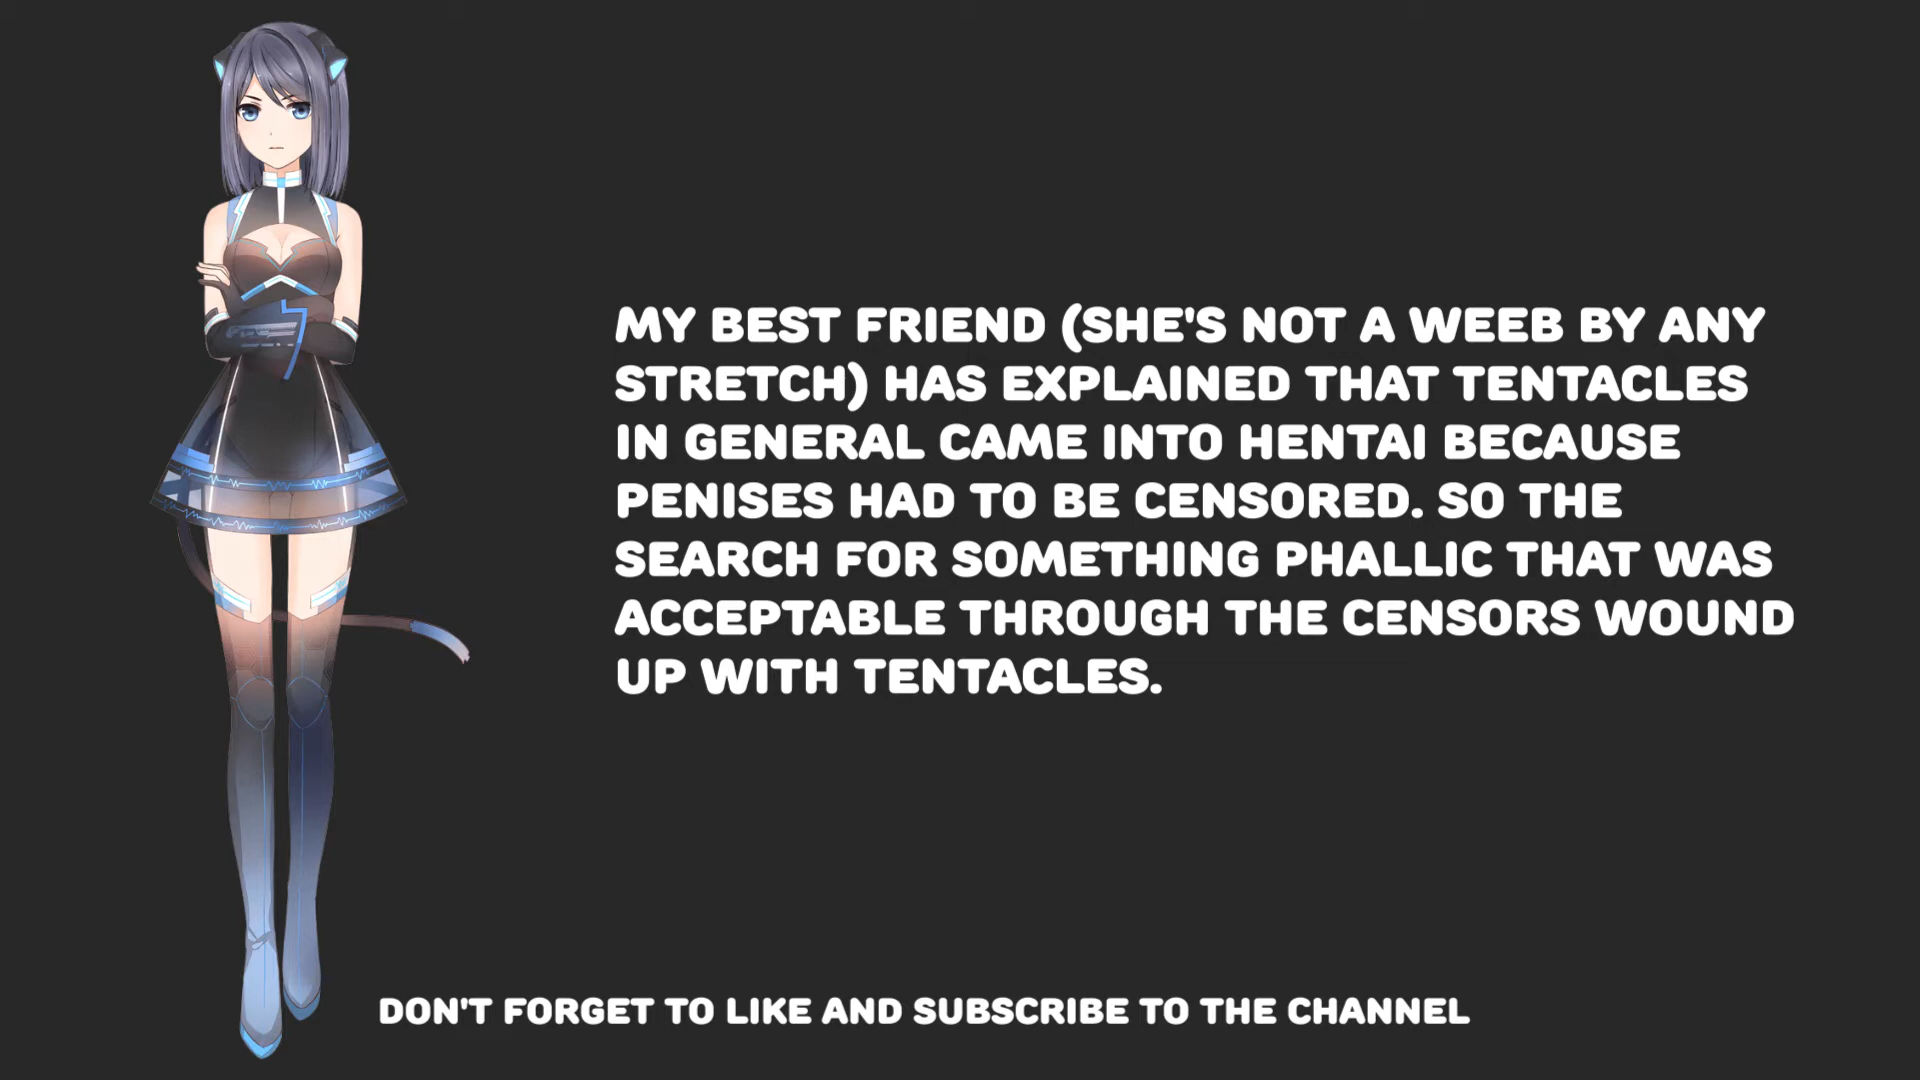 MY BEST FRIEND (SHE'S NOT A WEEB BY ANY
STRETCH) HAS EXPLAINED THAT TENTACLES
IN GENERAL CAME INTO HENTAI BECAUSE
PENISES HAD TO BE CENSORED. SO THE
SEARCH FOR SOMETHING PHALLIC THAT WAS
ACCEPTABLE THROUGH THE CENSORS WOUND
UP WITH TENTACLES.
DON'T FORGET TO LIKE AND SUBSCRIBE TO THE CHANNEL